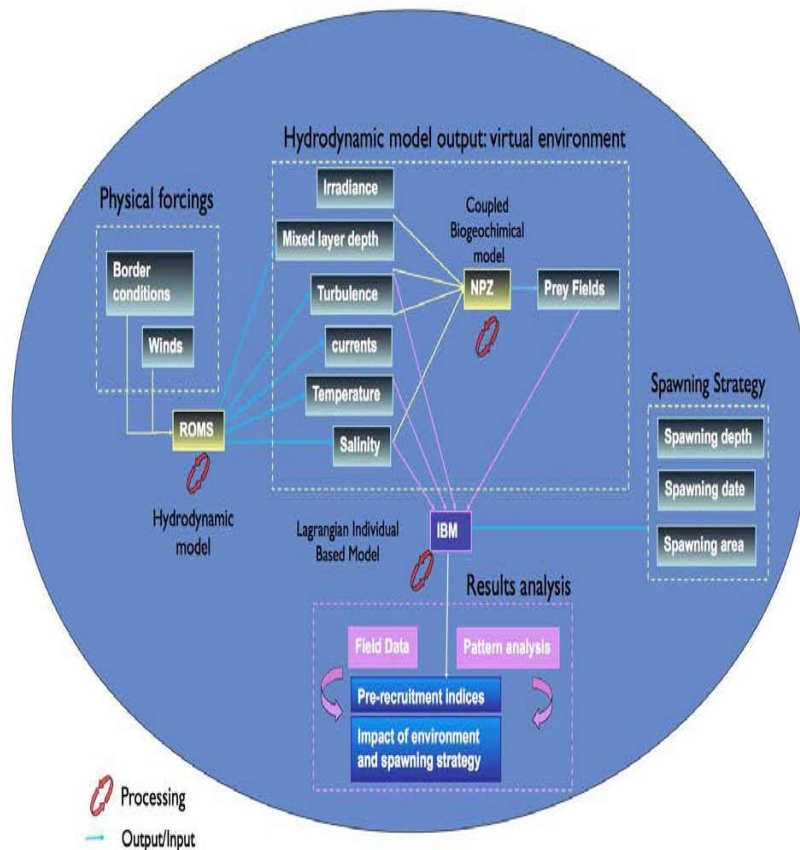 Hydrodynamic model output: virtual environment
Physical forcings
Border
conditions
Winds
ROMS
Hydrodynamic
model
Irradiance
Mixed layer depth
Turbulence
currents
Temperature
Salinity
Coupled
Biogeochimical
model
NPZ
Prey Fields
Spawning Strategy
Spawning depth
Spawning date
Spawning area
Lagrangian Individual
Based Model
IBM
Results analysis
Field Data
Pattern analysis
Pre-recruitment indices
Impact of environment
and spawning strategy
Processing
Output/Input